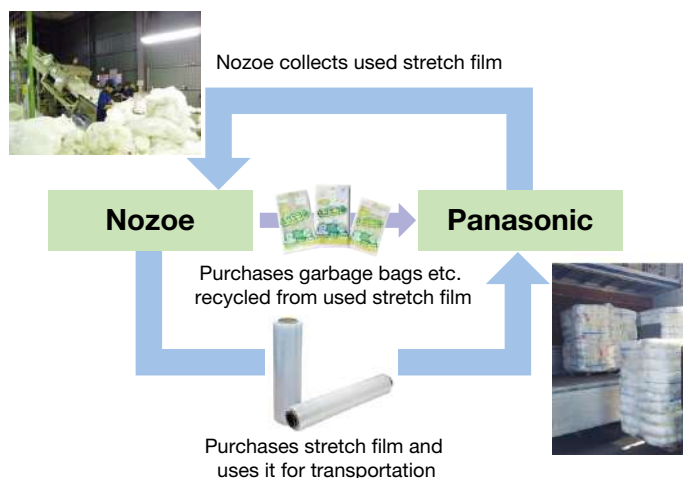 Nozoe collects used stretch film
Nozoe
Panasonic
Purchases garbage bags etc.
recycled from used stretch film
Purchases stretch film and
uses it for transportation